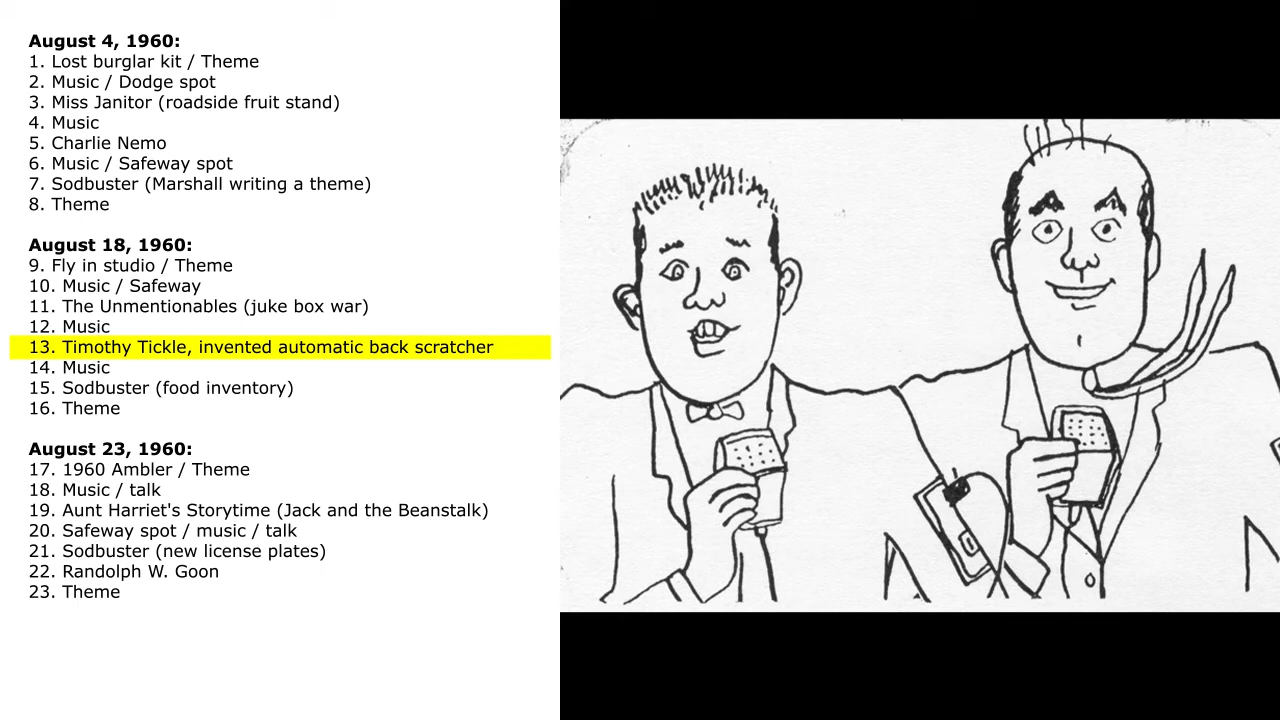 August 4, 1960:
1. Lost burglar kit / Theme
2. Music / Dodge spot
3. Miss Janitor (roadside fruit stand)
4. Music
5. Charlie Nemo
6. Music / Safeway spot
7. Sodbuster (Marshall writing a theme)
8. Theme
August 18, 1960:
9. Fly in studio / Theme
10. Music / Safeway
11. The Unmentionables (juke box war)
12. Music
13. Timothy Tickle, invented automatic back scratcher
14. Music
15. Sodbuster (food inventory)
16. Theme
August 23, 1960:
17. 1960 Ambler / Theme
18. Music / talk
19. Aunt Harriet's Storytime (Jack and the Beanstalk)
20. Safeway spot / music / talk
21. Sodbuster (new license plates)
22. Randolph W. Goon
23. Theme